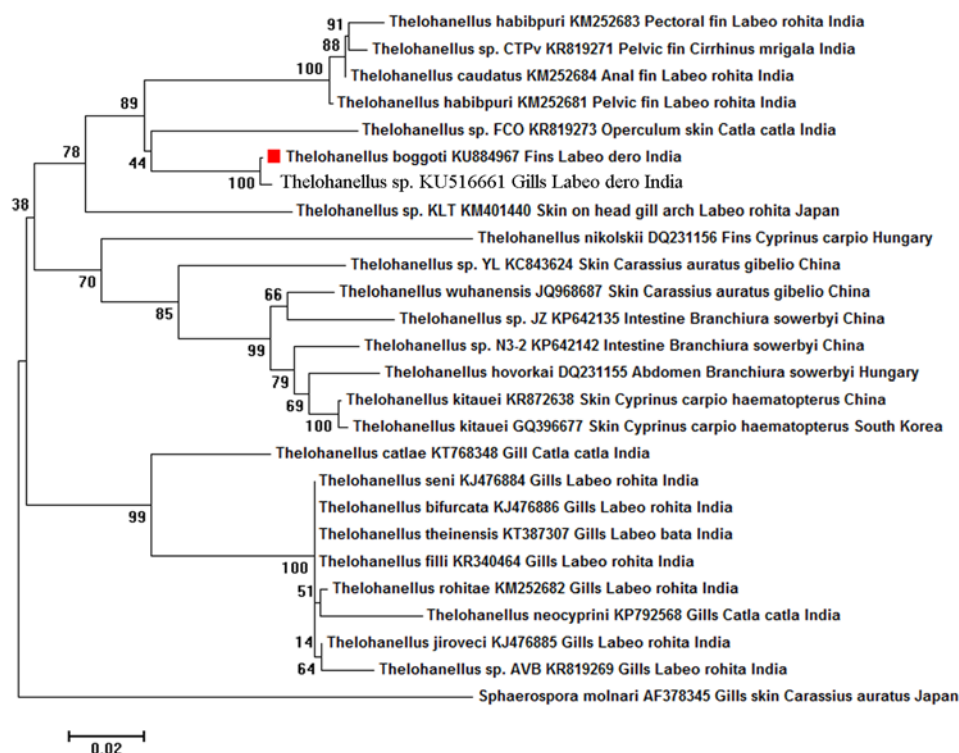 Thelohanellus habibpuri KM252683 Pectoral fin Labeo rohita India
91
Thelohanellus sp. CTPv KR819271 Pelvic fin Cirrhinus mrigala India
88
Thelohanellus caudatus KM252684 Anal fin Labeo rohita India
100
Thelohanellus habibpuri KM252681 Pelvic fin Labeo rohita India
89
Thelohanellus sp. FCO KR819273 Operculum skin Catla catla India
78
44
Thelohanellus boggoti KU884967 Fins Labeo dero India
100
Thelohanellus sp. KU516661 Gills Labeo dero India
38
Thelohanellus sp. KLT KM401440 Skin on head gill arch Labeo rohita Japan
Thelohanellus nikolskii DQ231156 Fins Cyprinus carpio Hungary
70
Thelohanellus sp. YL KC843624 Skin Carassius auratus gibelio China
85
66
Thelohanellus wuhanensis JQ968687 Skin Carassius auratus gibelio China
Thelohanellus sp. JZ KP642135 Intestine Branchiura sowerbyi China
99
Thelohanellus sp. N3-2 KP642142 Intestine Branchiura sowerbyi China
79
Thelohanellus hovorkai DQ231155 Abdomen Branchiura sowerbyi Hungary
69
Thelohanellus kitauei KR872638 Skin Cyprinus carpio haematopterus China
100
Thelohanellus kitauei GQ396677 Skin Cyprinus carpio haematopterus South Korea
Thelohanellus catlae KT768348 Gill Catla catla India
99
Thelohanellus seni KJ476884 Gills Labeo rohita India
Thelohanellus bifurcata KJ476886 Gills Labeo rohita India
Thelohanellus theinensis KT387307 Gills Labeo bata India
Thelohanellus filli KR340464 Gills Labeo rohita India
100
51
Thelohanellus rohitae KM252682 Gills Labeo rohita India
Thelohanellus neocyprini KP792568 Gills Catla catla India
14
Thelohanellus jiroveci KJ476885 Gills Labeo rohita India
64
Thelohanellus sp. AVB KR819269 Gills Labeo rohita India
Sphaerospora molnari AF378345 Gills skin Carassius auratus Japan
0.02